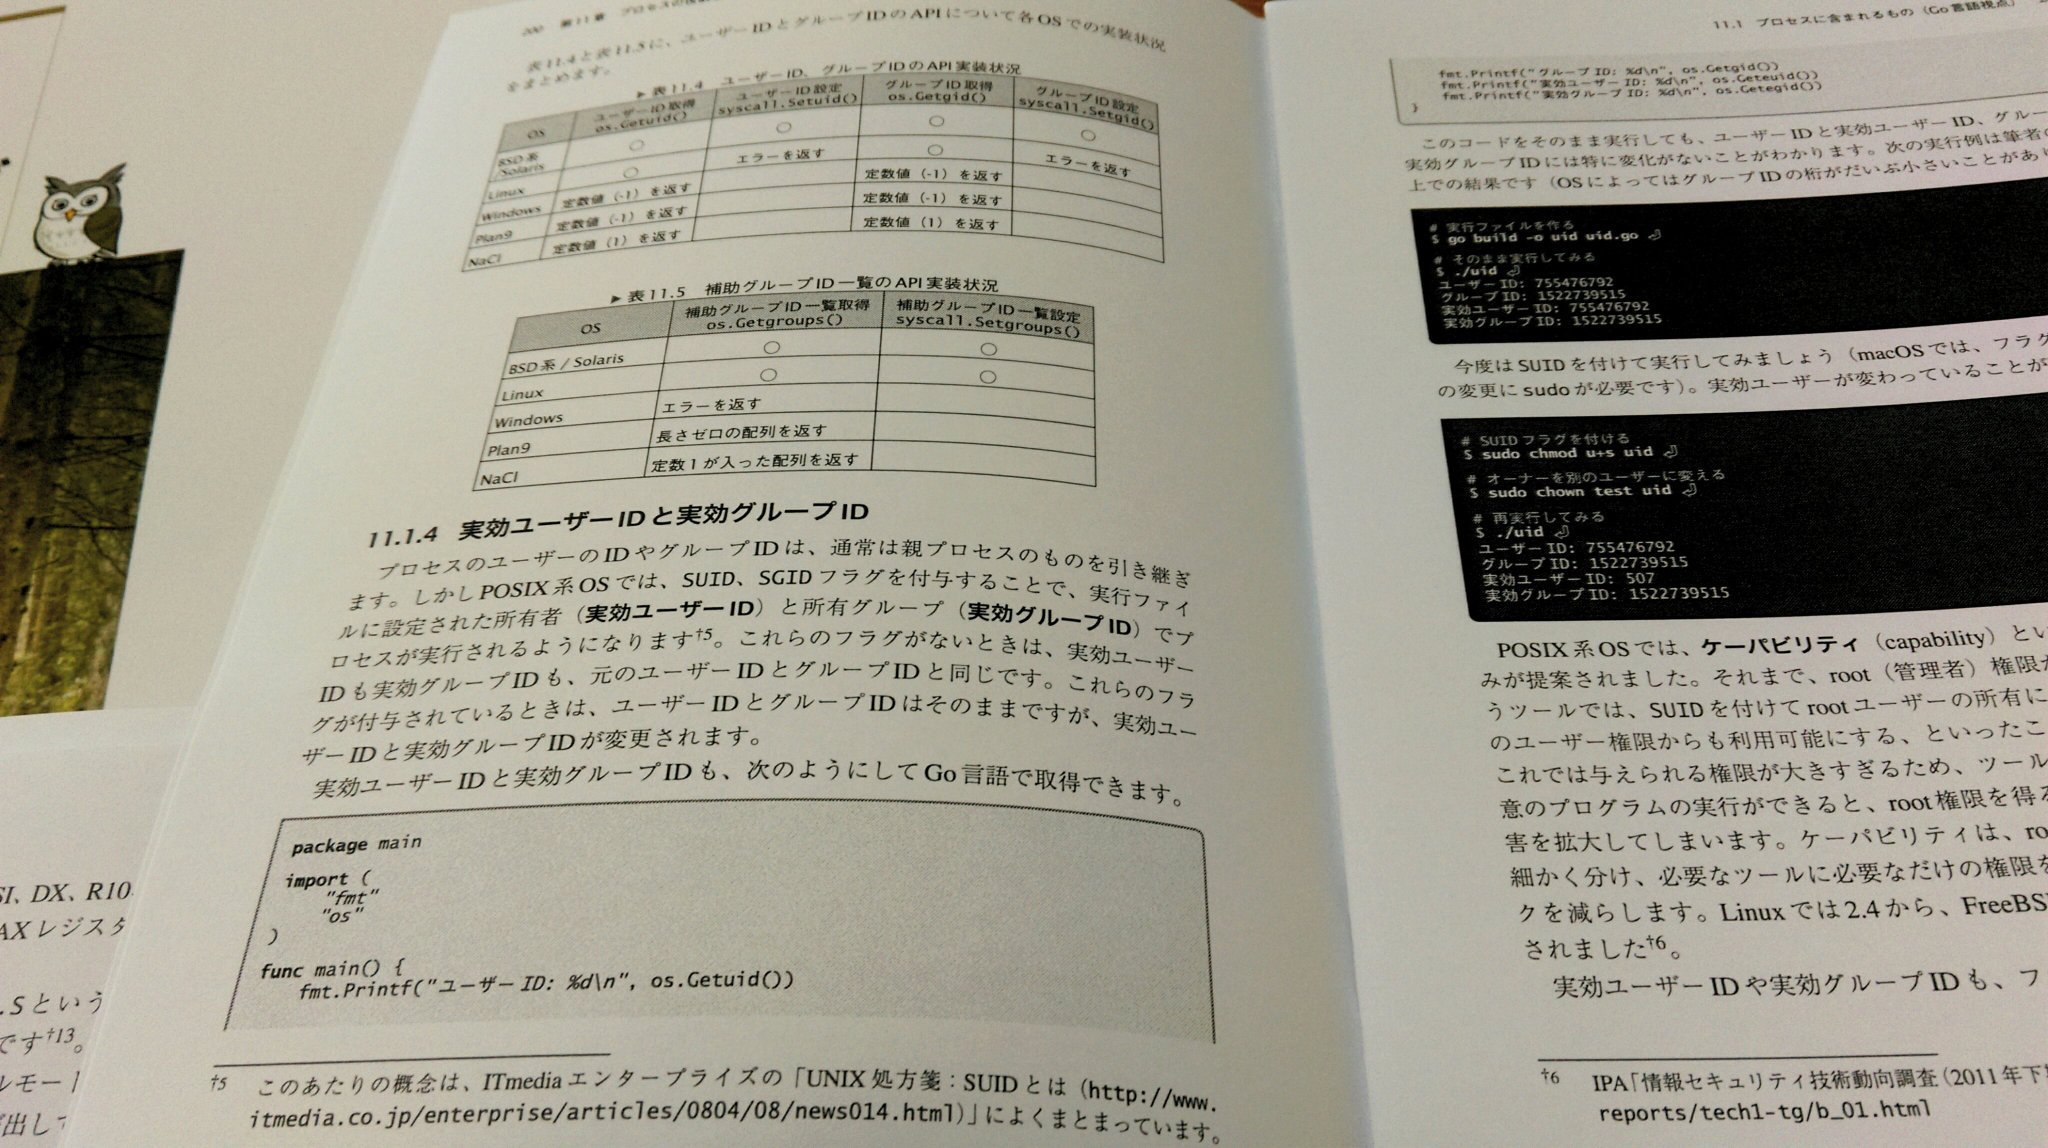 200 第11章
表11.4と表11.5に、ユーザーIDとグループIDのAPIについて各OSでの実装状況
をまとめます。
▶ 表11.4 ユーザーID、グループIDのAPI実装状況
OS ユーザーID取得 os.Getuid() ユーザーID設定 syscall.Setuid() グループID取得 os.Getgid() グループID設定 syscall.Setgid()
BSD系/Solaris ○ ○ ○ ○
Linux ○ エラーを返す ○ エラーを返す
Windows 定数値（-1）を返す 定数値（-1）を返す
Plan9 定数値（-1）を返す 定数値（-1）を返す
NaCl 定数値（1）を返す 定数値（1）を返す
▶ 表11.5 補助グループID一覧のAPI実装状況
OS 補助グループID一覧取得 os.Getgroups() 補助グループID一覧設定 syscall.Setgroups()
BSD系 / Solaris ○ ○
Linux ○ ○
Windows エラーを返す
Plan9 長さゼロの配列を返す
NaCl 定数1が入った配列を返す
11.1.4 実効ユーザーIDと実効グループID
プロセスのユーザーのIDやグループIDは、通常は親プロセスのものを引き継ぎ
ます。しかしPOSIX系OSでは、SUID、SGIDフラグを付与することで、実行ファイ
ルに設定された所有者（実効ユーザーID）と所有グループ（実効グループID）でプ
ロセスが実行されるようになります†5。これらのフラグがないときは、実効ユーザー
IDも実効グループIDも、元のユーザーIDとグループIDと同じです。これらのフラ
グが付与されているときは、ユーザーIDとグループIDはそのままですが、実効ユー
ザーIDと実効グループIDが変更されます。
実効ユーザーIDと実効グループIDも、次のようにしてGo言語で取得できます。
package main
import (
"fmt"
"os"
)
func main() {
fmt.Printf("ユーザーID: %d\n", os.Getuid())
†5 このあたりの概念は、ITmediaエンタープライズの「UNIX処方箋：SUIDとは（http://www.
itmedia.co.jp/enterprise/articles/0804/08/news014.html）」によくまとまっています。
11.1 プロセスに含まれるもの（Go言語視点）
fmt.Printf("グループID: %d\n", os.Getgid())
fmt.Printf("実効ユーザーID: %d\n", os.Geteuid())
fmt.Printf("実効グループID: %d\n", os.Getegid())
}
このコードをそのまま実行しても、ユーザーIDと実効ユーザーID、グルー
実効グループIDには特に変化がないことがわかります。次の実行例は筆者の
上での結果です（OSによってはグループIDの桁がだいぶ小さいことがあり
# 実行ファイルを作る
$ go build -o uid uid.go ⏎
# そのまま実行してみる
$ ./uid ⏎
ユーザーID: 755476792
グループID: 1522739515
実効ユーザーID: 755476792
実効グループID: 1522739515
今度はSUIDを付けて実行してみましょう（macOSでは、フラグ
の変更にsudoが必要です）。実効ユーザーが変わっていることが
# SUIDフラグを付ける
$ sudo chmod u+s uid ⏎
# オーナーを別のユーザーに変える
$ sudo chown test uid ⏎
# 再実行してみる
$ ./uid ⏎
ユーザーID: 755476792
グループID: 1522739515
実効ユーザーID: 507
実効グループID: 1522739515
POSIX系OSでは、ケーパビリティ（capability）とい
みが提案されました。それまで、root（管理者）権限が
うツールでは、SUIDを付けてrootユーザーの所有に
のユーザー権限からも利用可能にする、といったこ
これでは与えられる権限が大きすぎるため、ツール
意のプログラムの実行ができると、root権限を得る
害を拡大してしまいます。ケーパビリティは、ro
細かく分け、必要なツールに必要なだけの権限を
クを減らします。Linuxでは2.4から、FreeBS
されました†6。
実効ユーザーIDや実効グループIDも、フ
†6 IPA「情報セキュリティ技術動向調査（2011年下
reports/tech1-tg/b_01.html
SI、DX、R10
AXレジスタ
.Sという
です†13。
ルモード
び出して